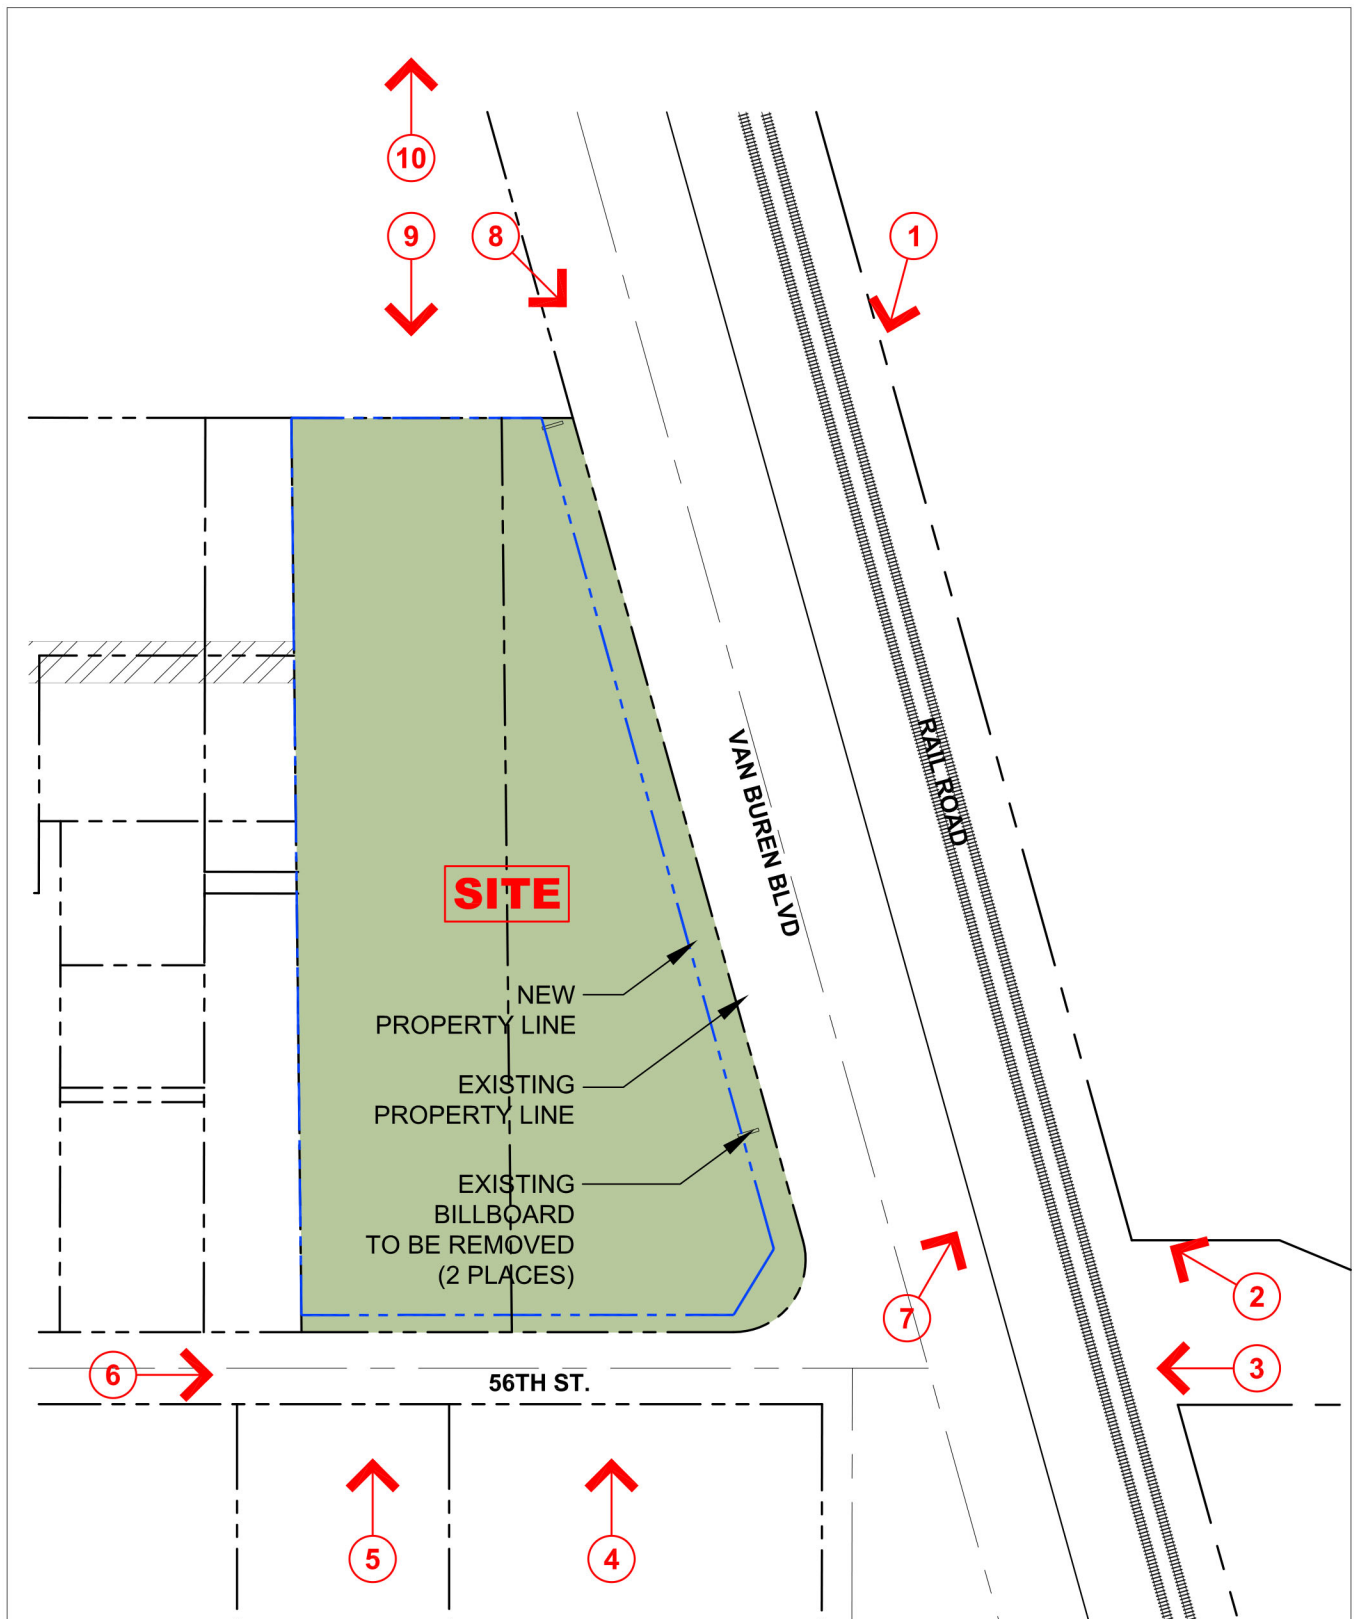 10
9
8
1
VAN BUREN BLVD
RAIL ROAD
SITE
NEW
PROPERTY LINE
EXISTING
PROPERTY LINE
EXISTING
BILLBOARD
TO BE REMOVED
(2 PLACES)
2
7
3
6
56TH ST.
5
4